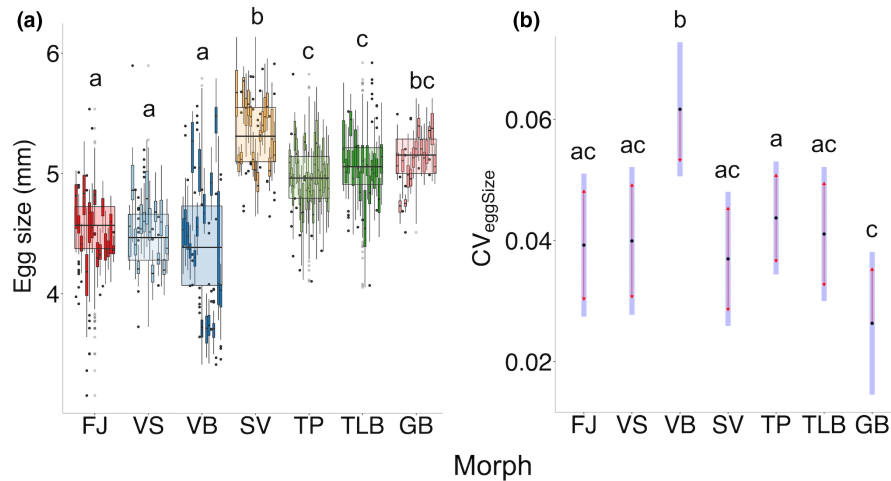 (a)
Egg size (mm)
6
5
4
a
a
a
b
c
c
bc
FJ VS VB SV TP TLB GB
(b)
CVeggSize
0.06
0.04
0.02
ac
ac
b
ac
a
ac
c
FJ VS VB SV TP TLB GB
Morph